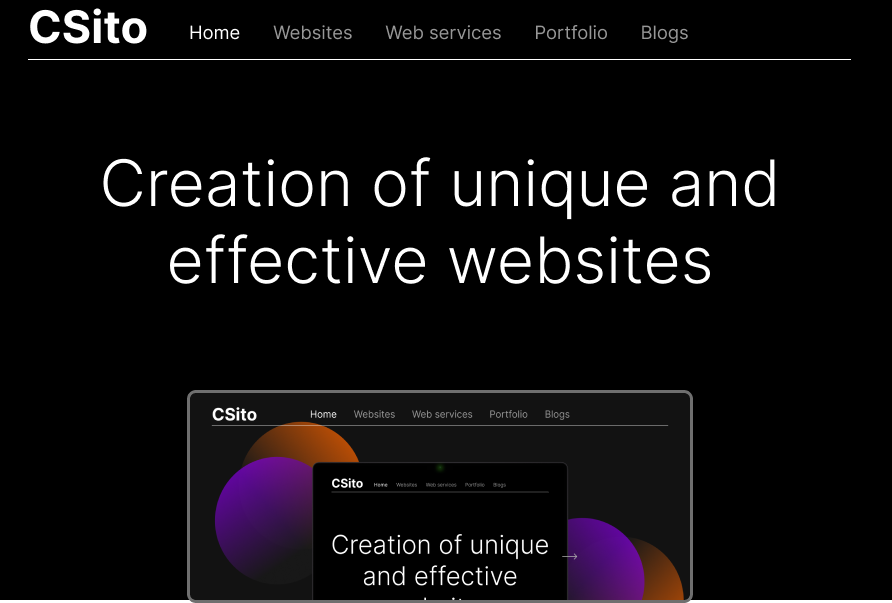 CSito Home Websites Web services Portfolio Blogs
Creation of unique and
effective websites
CSito Home Websites Web services Portfolio Blogs
CSito Home Websites Web services Portfolio Blogs
Creation of unique
and effective